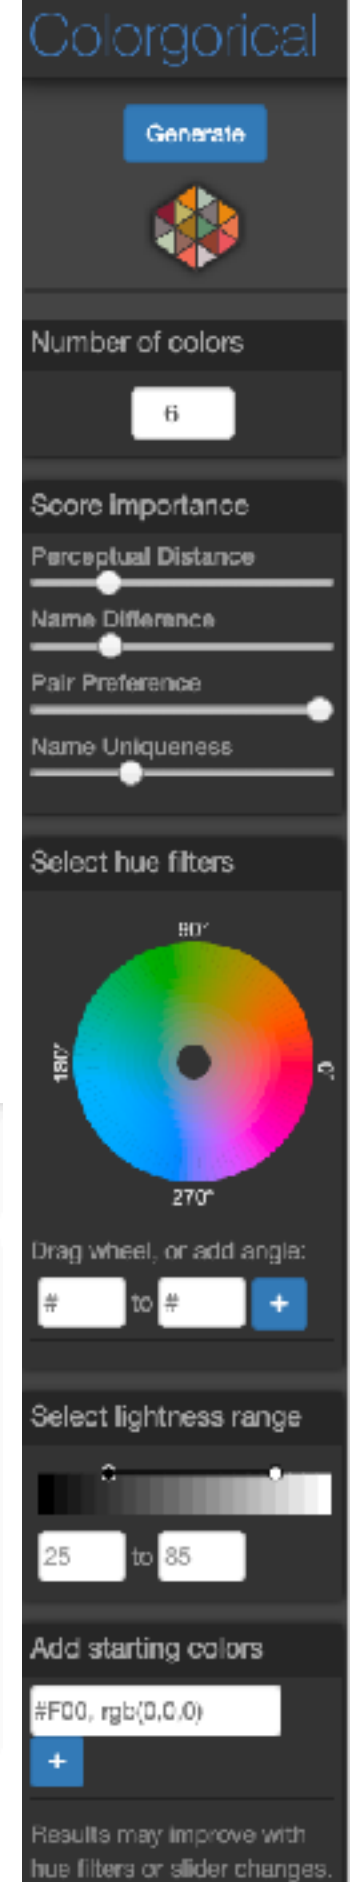 Colorgorical
Generate
Number of colors
6
Score importance
Perceptual Distance
Name Difference
Pair Preference
Name Uniqueness
Select hue filters
90°
180°
0°
270°
Drag wheel, or add angle:
# to # +
Select lightness range
25 to 85
Add starting colors
#F00, rgb(0,0,0)
+
Results may improve with
hue filters or slider changes.